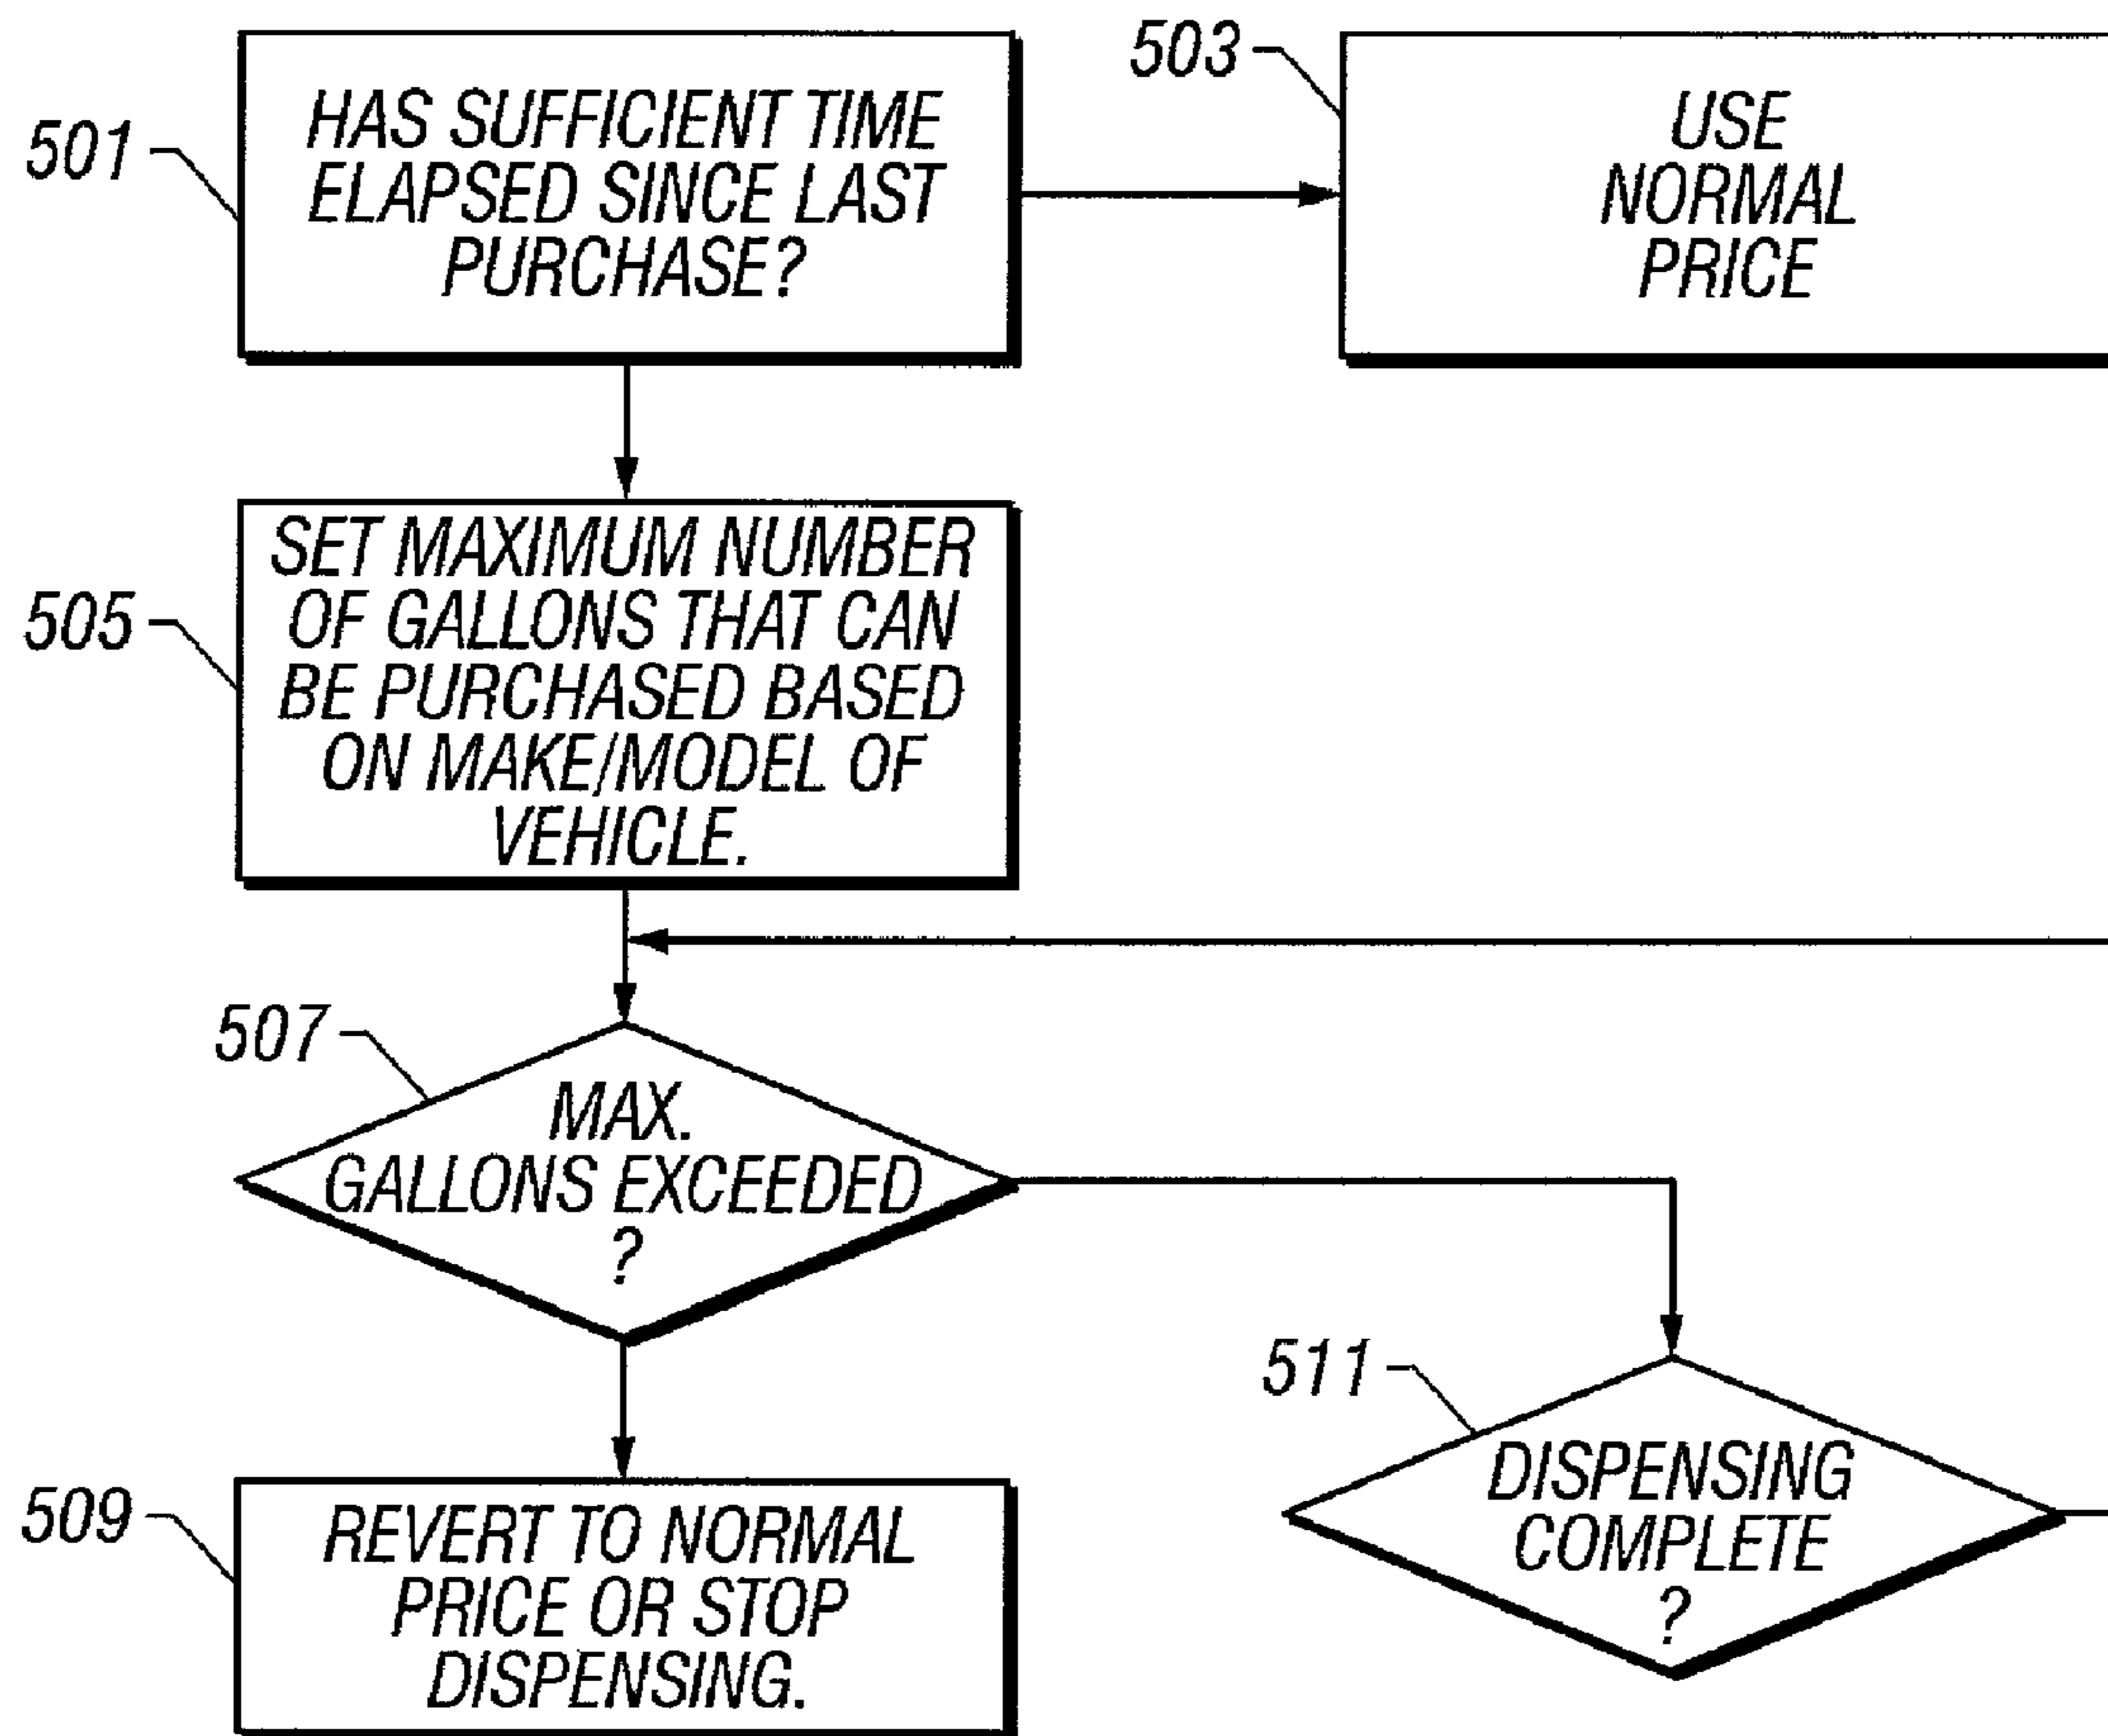 501
HAS SUFFICIENT TIME
ELAPSED SINCE LAST
PURCHASE?
503
USE
NORMAL
PRICE
505
SET MAXIMUM NUMBER
OF GALLONS THAT CAN
BE PURCHASED BASED
ON MAKE/MODEL OF
VEHICLE.
507
MAX.
GALLONS EXCEEDED
?
511
DISPENSING
COMPLETE
?
509
REVERT TO NORMAL
PRICE OR STOP
DISPENSING.